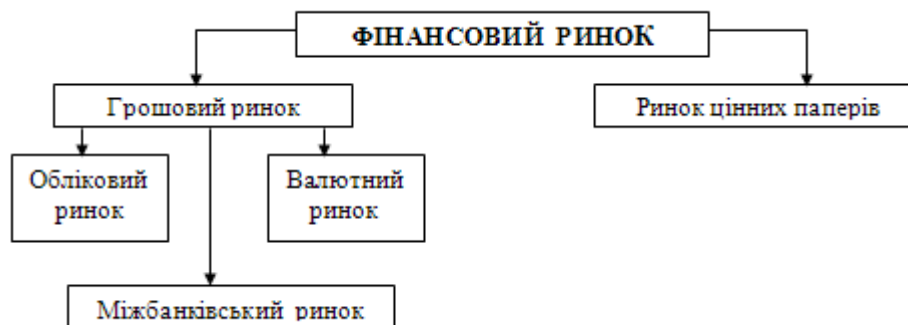 ФІНАНСОВИЙ РИНОК
Грошовий ринок
Ринок цінних паперів
Обліковий
ринок
Валютний
ринок
Міжбанківський ринок